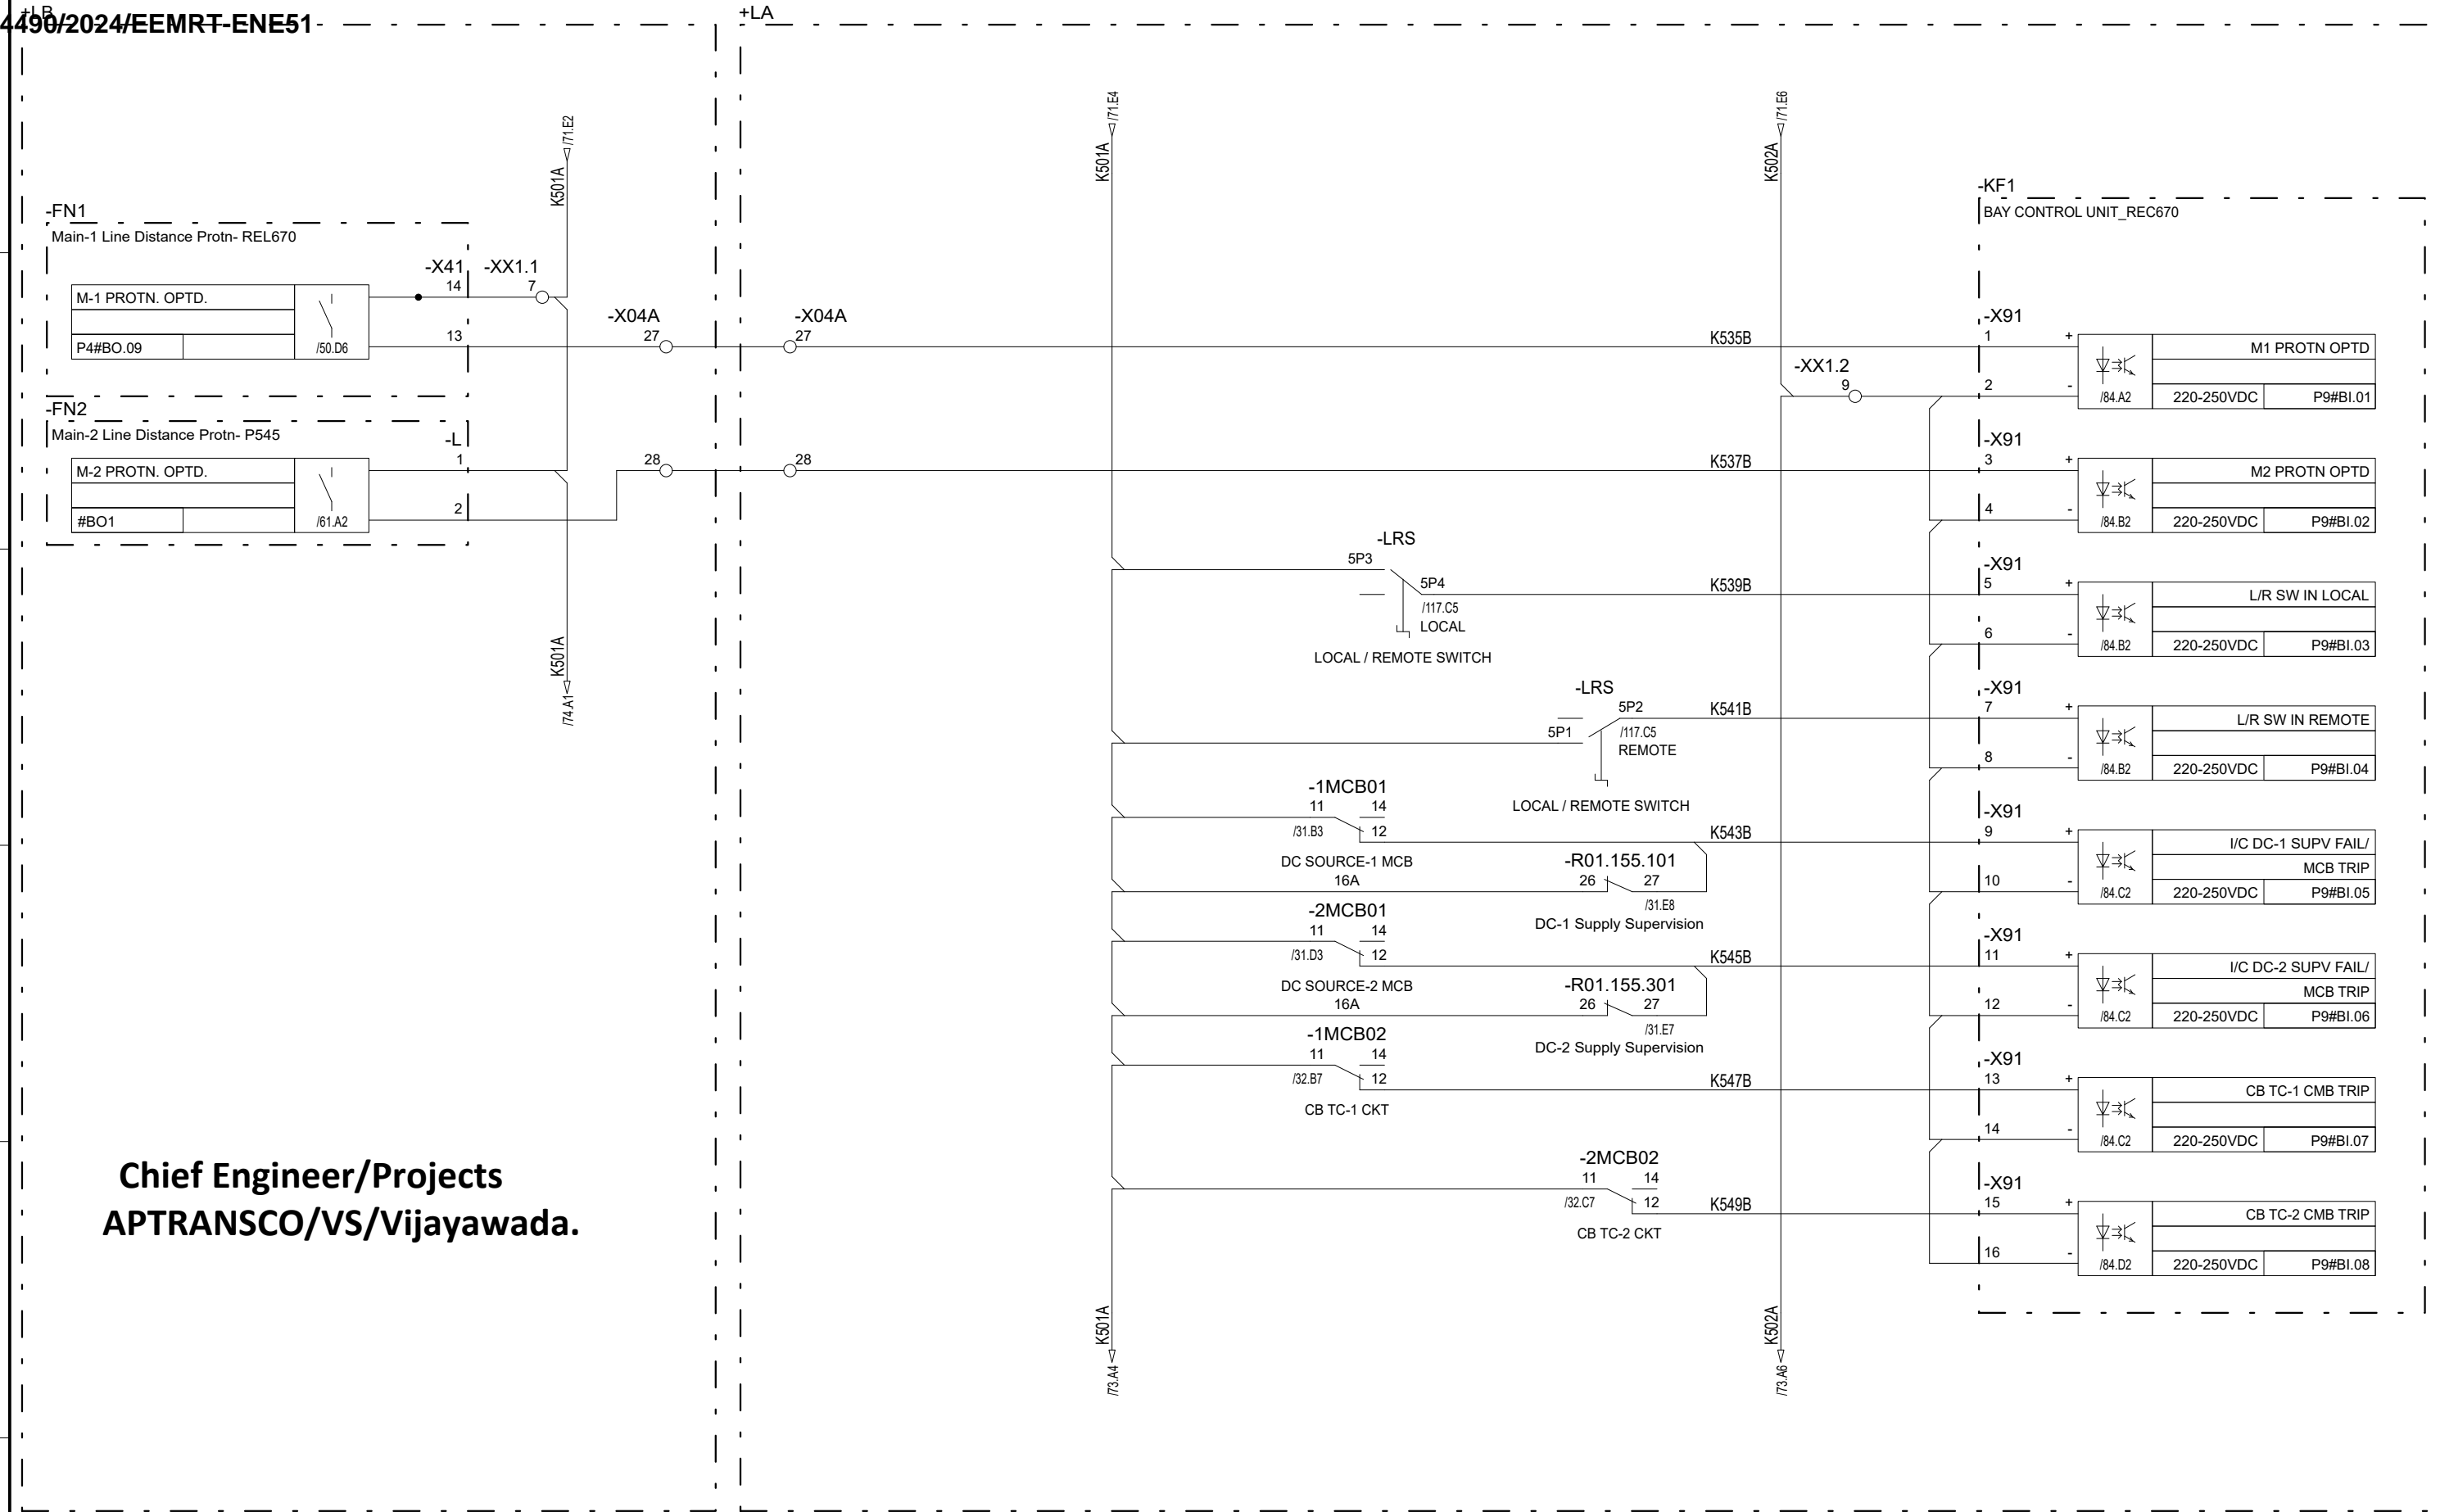 +LB
4490/2024/EEMRT-ENE51
+LA
/71.E2
K501A
/71.E4
K501A
/71.E6
K502A
-KF1
BAY CONTROL UNIT_REC670
-FN1
Main-1 Line Distance Protn- REL670
-X41
-XX1.1
14
7
M-1 PROTN. OPTD.
13
P4#BO.09
/50.D6
-X04A
27
-X04A
27
K535B
-X91
1
+
M1 PROTN OPTD
-XX1.2
9
2
-
/84.A2
220-250VDC
P9#BI.01
-FN2
Main-2 Line Distance Protn- P545
-L
1
M-2 PROTN. OPTD.
2
#BO1
/61.A2
28
28
K537B
-X91
3
+
M2 PROTN OPTD
4
-
/84.B2
220-250VDC
P9#BI.02
-LRS
5P3
5P4
/117.C5
LOCAL
LOCAL / REMOTE SWITCH
K539B
-X91
5
+
L/R SW IN LOCAL
6
-
/84.B2
220-250VDC
P9#BI.03
K501A
/74.A1
-LRS
5P2
5P1
/117.C5
REMOTE
LOCAL / REMOTE SWITCH
K541B
-X91
7
+
L/R SW IN REMOTE
8
-
/84.B2
220-250VDC
P9#BI.04
-1MCB01
11
14
/31.B3
12
DC SOURCE-1 MCB
16A
K543B
-R01.155.101
26
27
/31.E8
DC-1 Supply Supervision
-X91
9
+
I/C DC-1 SUPV FAIL/
MCB TRIP
10
-
/84.C2
220-250VDC
P9#BI.05
-2MCB01
11
14
/31.D3
12
DC SOURCE-2 MCB
16A
K545B
-R01.155.301
26
27
/31.E7
DC-2 Supply Supervision
-X91
11
+
I/C DC-2 SUPV FAIL/
MCB TRIP
12
-
/84.C2
220-250VDC
P9#BI.06
-1MCB02
11
14
/32.B7
12
CB TC-1 CKT
K547B
-X91
13
+
CB TC-1 CMB TRIP
14
-
/84.C2
220-250VDC
P9#BI.07
-2MCB02
11
14
/32.C7
12
CB TC-2 CKT
K549B
-X91
15
+
CB TC-2 CMB TRIP
16
-
/84.D2
220-250VDC
P9#BI.08
Chief Engineer/Projects
APTRANSCO/VS/Vijayawada.
K501A
/73.A4
K502A
/73.A6